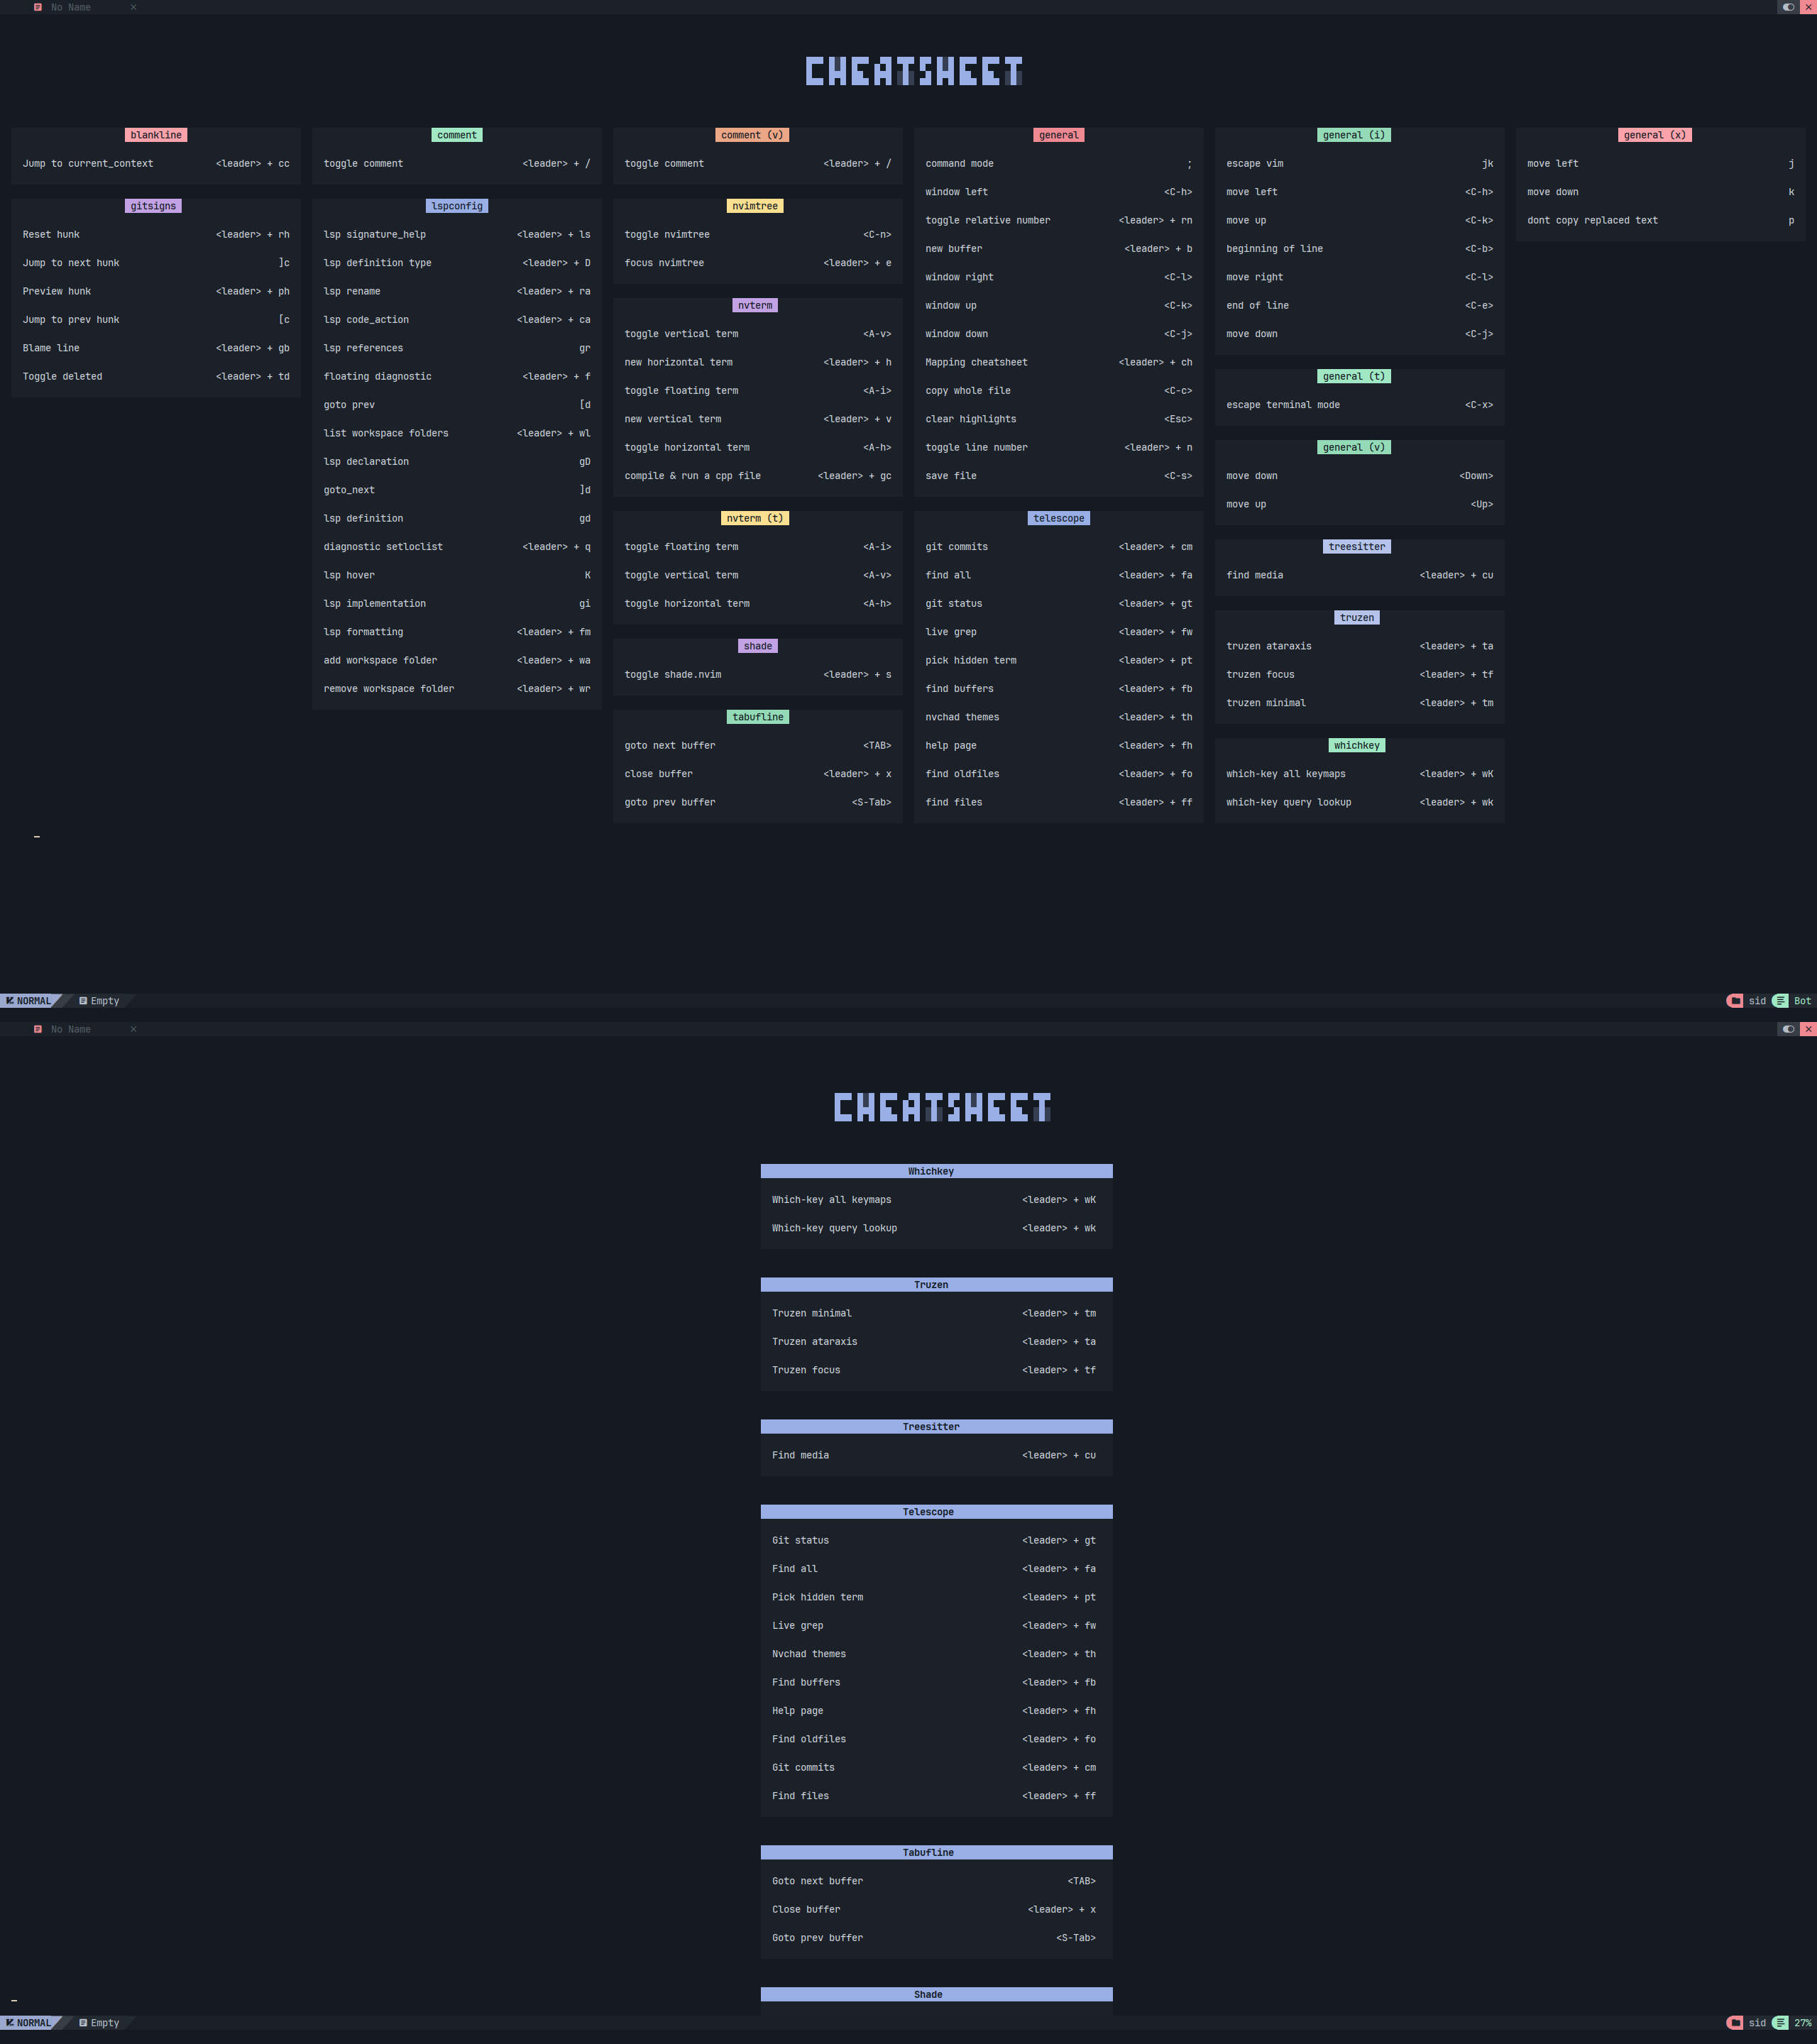 No Name
CHEATSHEET
blankline
Jump to current_context <leader> + cc
gitsigns
Reset hunk <leader> + rh
Jump to next hunk ]c
Preview hunk <leader> + ph
Jump to prev hunk [c
Blame line <leader> + gb
Toggle deleted <leader> + td
comment
toggle comment <leader> + /
lspconfig
lsp signature_help <leader> + ls
lsp definition type <leader> + D
lsp rename <leader> + ra
lsp code_action <leader> + ca
lsp references gr
floating diagnostic <leader> + f
goto prev [d
list workspace folders <leader> + wl
lsp declaration gD
goto_next ]d
lsp definition gd
diagnostic setloclist <leader> + q
lsp hover K
lsp implementation gi
lsp formatting <leader> + fm
add workspace folder <leader> + wa
remove workspace folder <leader> + wr
comment (v)
toggle comment <leader> + /
nvimtree
toggle nvimtree <C-n>
focus nvimtree <leader> + e
nvterm
toggle vertical term <A-v>
new horizontal term <leader> + h
toggle floating term <A-i>
new vertical term <leader> + v
toggle horizontal term <A-h>
compile & run a cpp file <leader> + gc
nvterm (t)
toggle floating term <A-i>
toggle vertical term <A-v>
toggle horizontal term <A-h>
shade
toggle shade.nvim <leader> + s
tabufline
goto next buffer <TAB>
close buffer <leader> + x
goto prev buffer <S-Tab>
general
command mode ;
window left <C-h>
toggle relative number <leader> + rn
new buffer <leader> + b
window right <C-l>
window up <C-k>
window down <C-j>
Mapping cheatsheet <leader> + ch
copy whole file <C-c>
clear highlights <Esc>
toggle line number <leader> + n
save file <C-s>
telescope
git commits <leader> + cm
find all <leader> + fa
git status <leader> + gt
live grep <leader> + fw
pick hidden term <leader> + pt
find buffers <leader> + fb
nvchad themes <leader> + th
help page <leader> + fh
find oldfiles <leader> + fo
find files <leader> + ff
general (i)
escape vim jk
move left <C-h>
move up <C-k>
beginning of line <C-b>
move right <C-l>
end of line <C-e>
move down <C-j>
general (t)
escape terminal mode <C-x>
general (v)
move down <Down>
move up <Up>
treesitter
find media <leader> + cu
truzen
truzen ataraxis <leader> + ta
truzen focus <leader> + tf
truzen minimal <leader> + tm
whichkey
which-key all keymaps <leader> + wK
which-key query lookup <leader> + wk
general (x)
move left j
move down k
dont copy replaced text p
NORMAL Empty sid Bot
No Name
CHEATSHEET
Whichkey
Which-key all keymaps <leader> + wK
Which-key query lookup <leader> + wk
Truzen
Truzen minimal <leader> + tm
Truzen ataraxis <leader> + ta
Truzen focus <leader> + tf
Treesitter
Find media <leader> + cu
Telescope
Git status <leader> + gt
Find all <leader> + fa
Pick hidden term <leader> + pt
Live grep <leader> + fw
Nvchad themes <leader> + th
Find buffers <leader> + fb
Help page <leader> + fh
Find oldfiles <leader> + fo
Git commits <leader> + cm
Find files <leader> + ff
Tabufline
Goto next buffer <TAB>
Close buffer <leader> + x
Goto prev buffer <S-Tab>
Shade
NORMAL Empty sid 27%